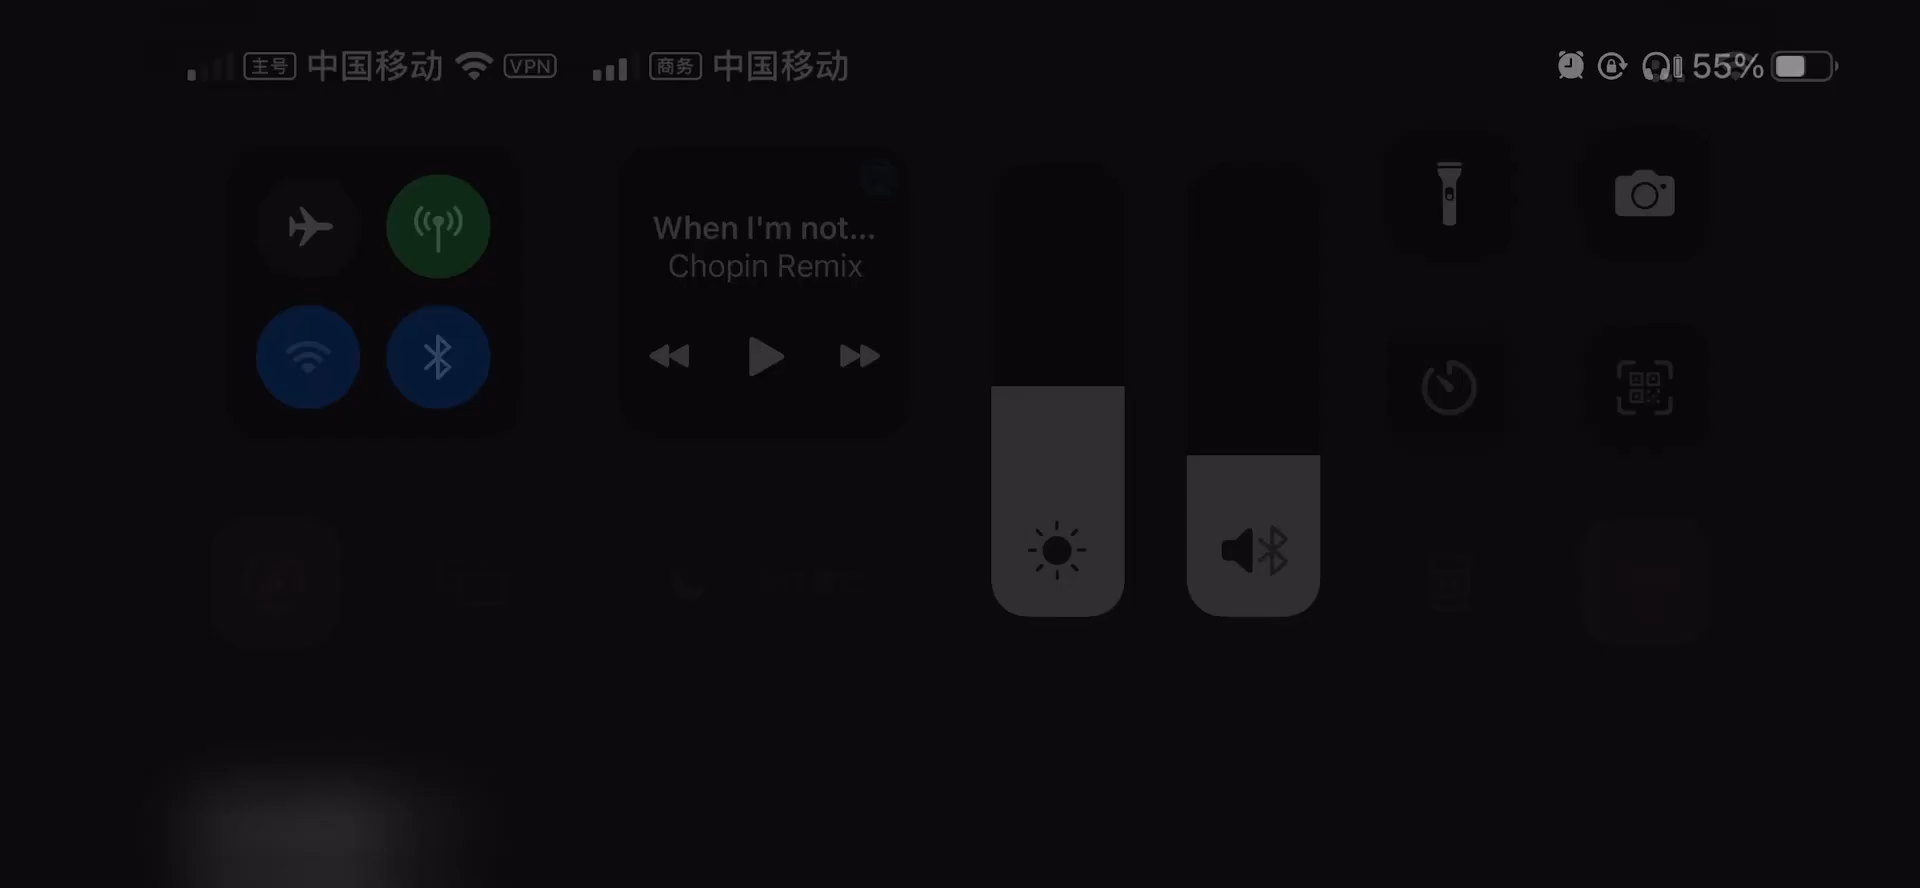 主号 中国移动 VPN 商务 中国移动 55%
When I'm not...
Chopin Remix